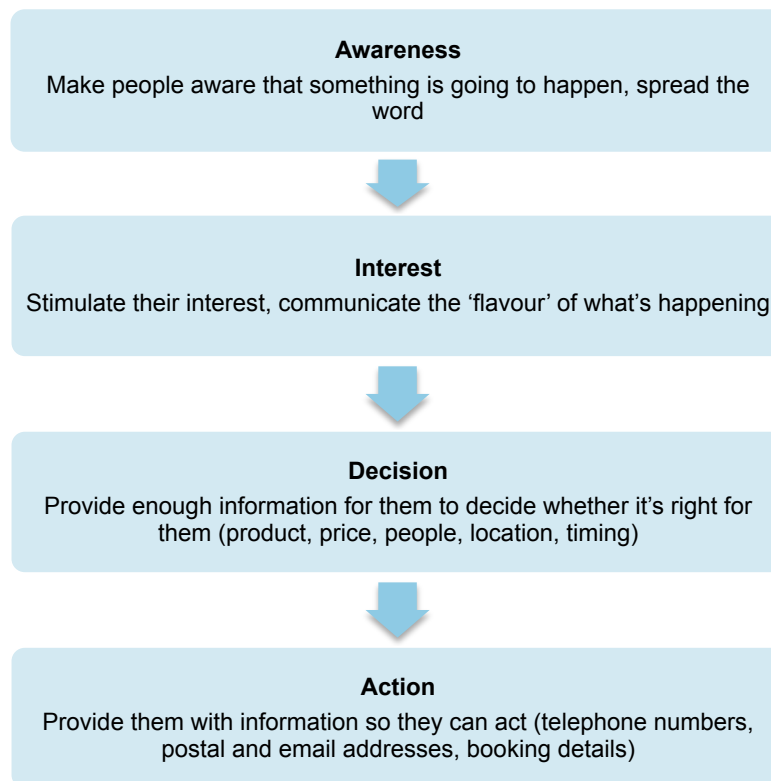 Awareness
Make people aware that something is going to happen, spread the
word
Interest
Stimulate their interest, communicate the ‘flavour’ of what’s happening
Decision
Provide enough information for them to decide whether it’s right for
them (product, price, people, location, timing)
Action
Provide them with information so they can act (telephone numbers,
postal and email addresses, booking details)